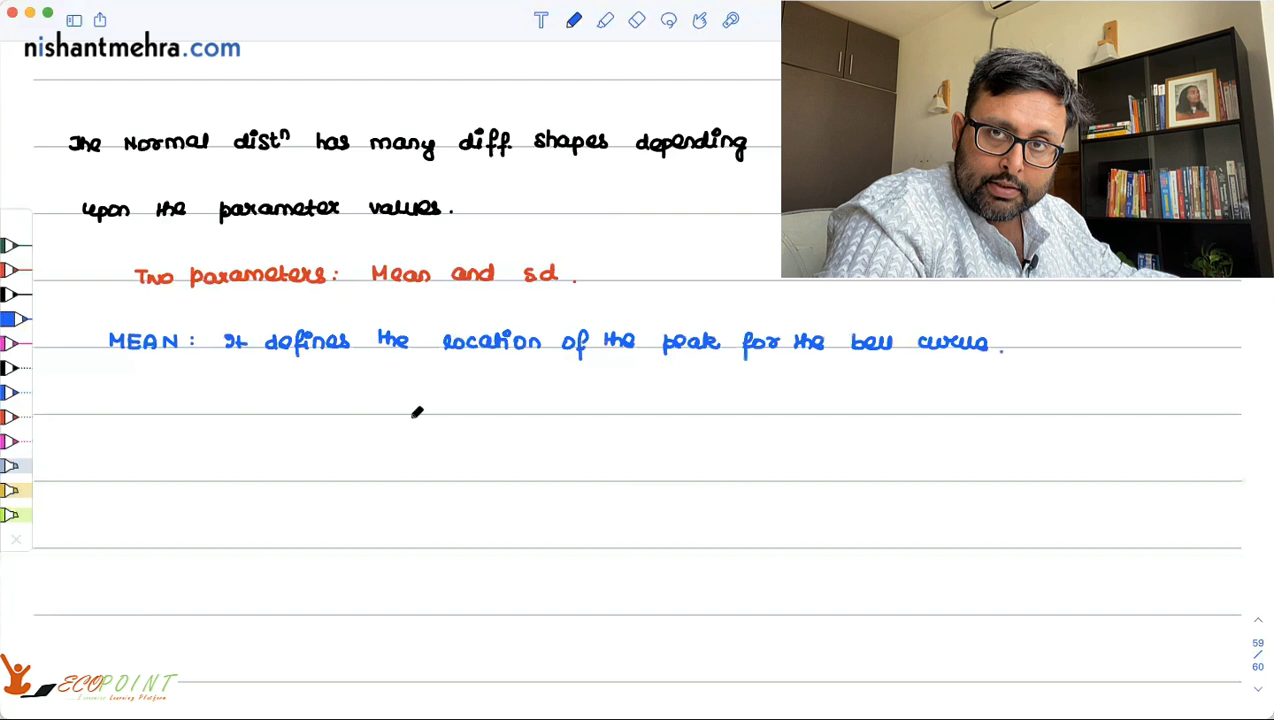 nishantmehra.com
The Normal distⁿ has many diff. shapes depending
upon the parameter values.
Two parameters: Mean and sd.
MEAN: It defines the location of the peak for the bell curve.
59
/
60
ECOPOINT